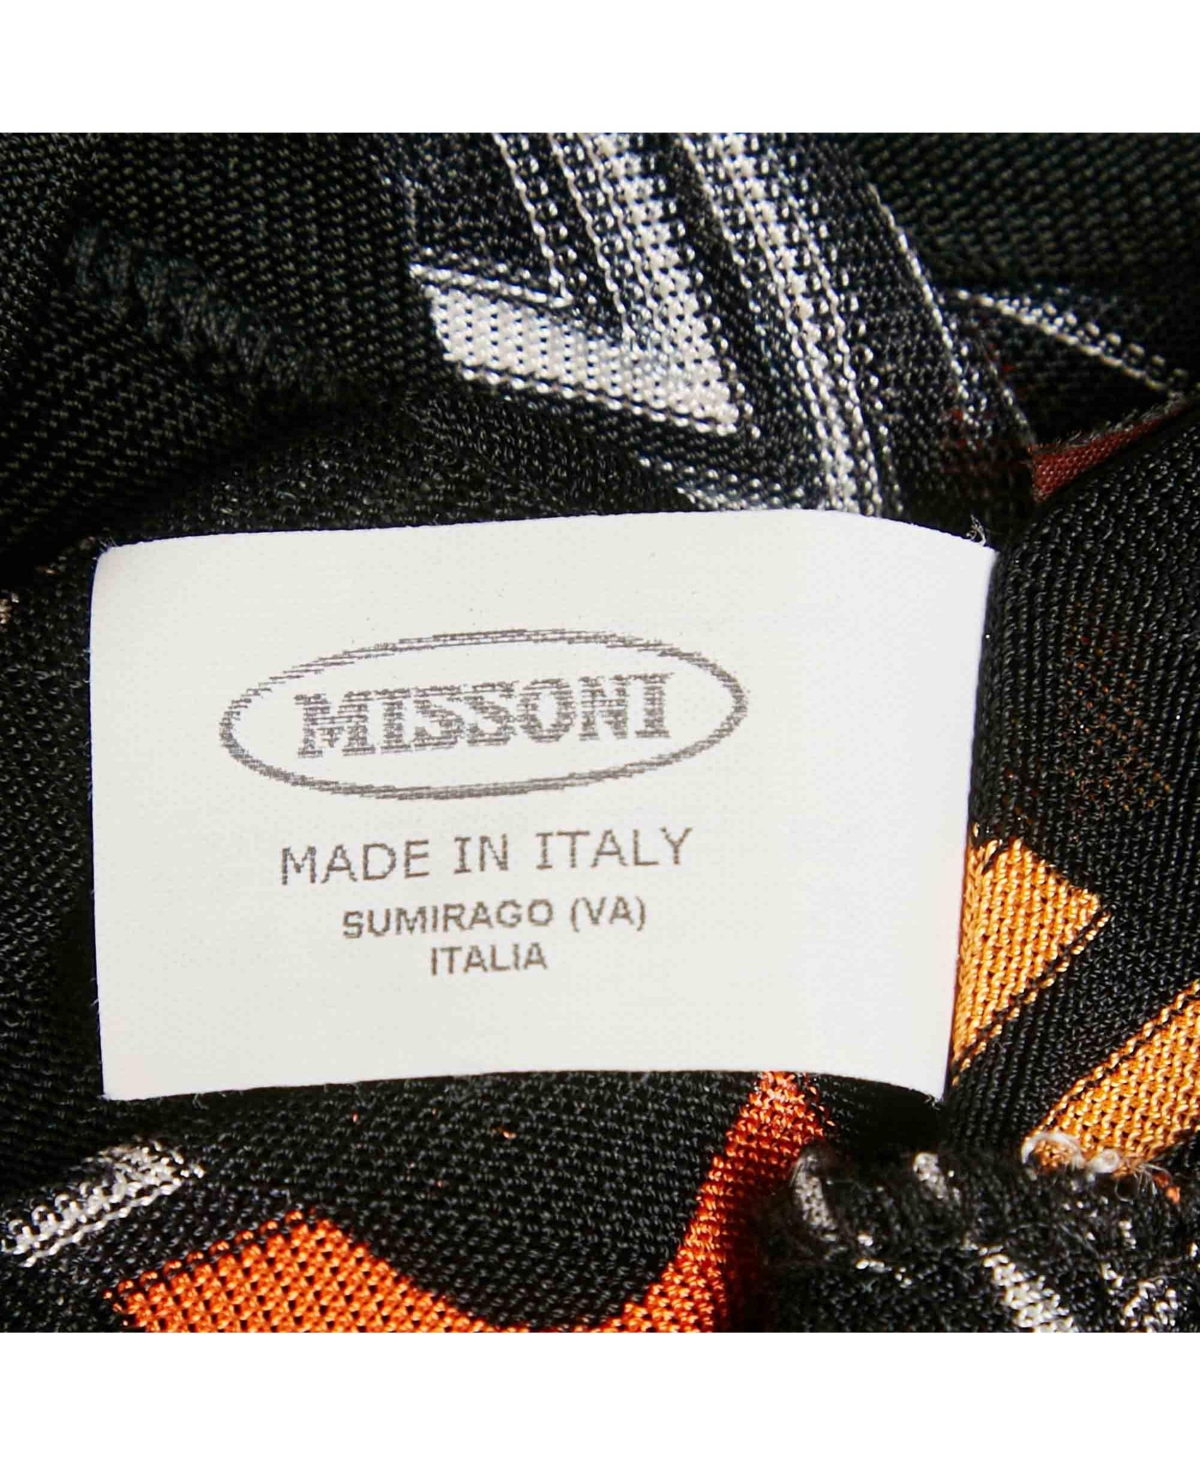 MISSONI
MADE IN ITALY
SUMIRAGO (VA)
ITALIA